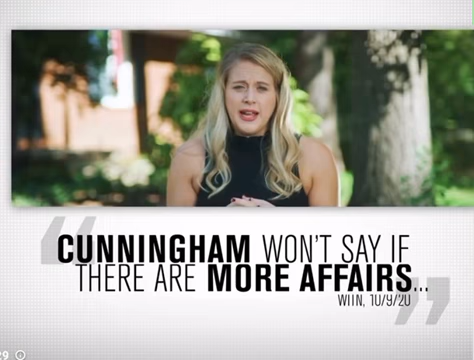 “
CUNNINGHAM WON'T SAY IF
THERE ARE MORE AFFAIRS...
WITN, 10/9/20
”